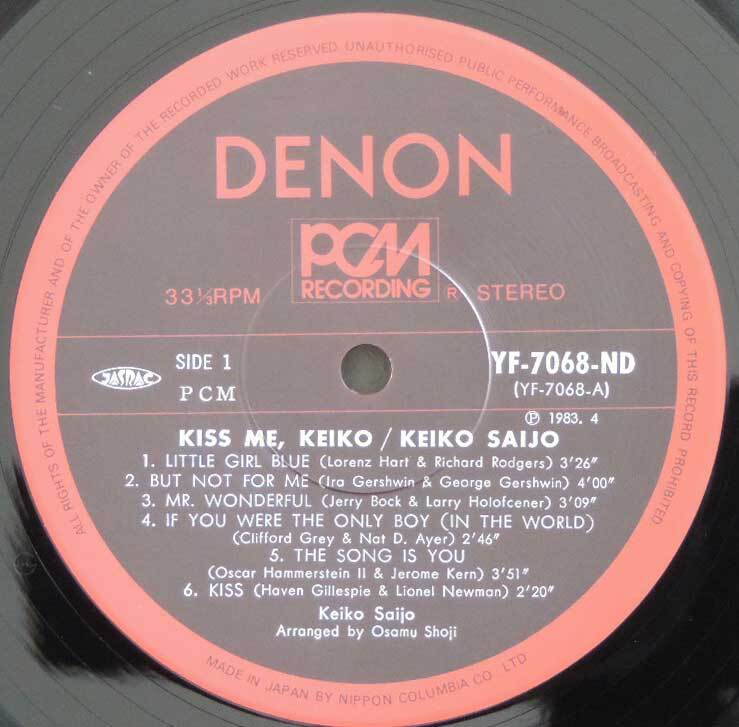 ALL RIGHTS OF THE MANUFACTURER AND OF THE OWNER OF THE RECORDED WORK RESERVED UNAUTHORISED PUBLIC PERFORMANCE BROADCASTING AND COPYING OF THIS RECORD PROHIBITED
DENON
PCM
RECORDING
33⅓RPM
R STEREO
JASRAC
SIDE 1
PCM
YF-7068-ND
(YF-7068-A)
Ⓟ 1983. 4
KISS ME, KEIKO / KEIKO SAIJO
1. LITTLE GIRL BLUE (Lorenz Hart & Richard Rodgers) 3'26"
2. BUT NOT FOR ME (Ira Gershwin & George Gershwin) 4'00"
3. MR. WONDERFUL (Jerry Bock & Larry Holofcener) 3'09"
4. IF YOU WERE THE ONLY BOY (IN THE WORLD)
(Clifford Grey & Nat D. Ayer) 2'46"
5. THE SONG IS YOU
(Oscar Hammerstein II & Jerome Kern) 3'51"
6. KISS (Haven Gillespie & Lionel Newman) 2'20"
Keiko Saijo
Arranged by Osamu Shoji
MADE IN JAPAN BY NIPPON COLUMBIA CO LTD